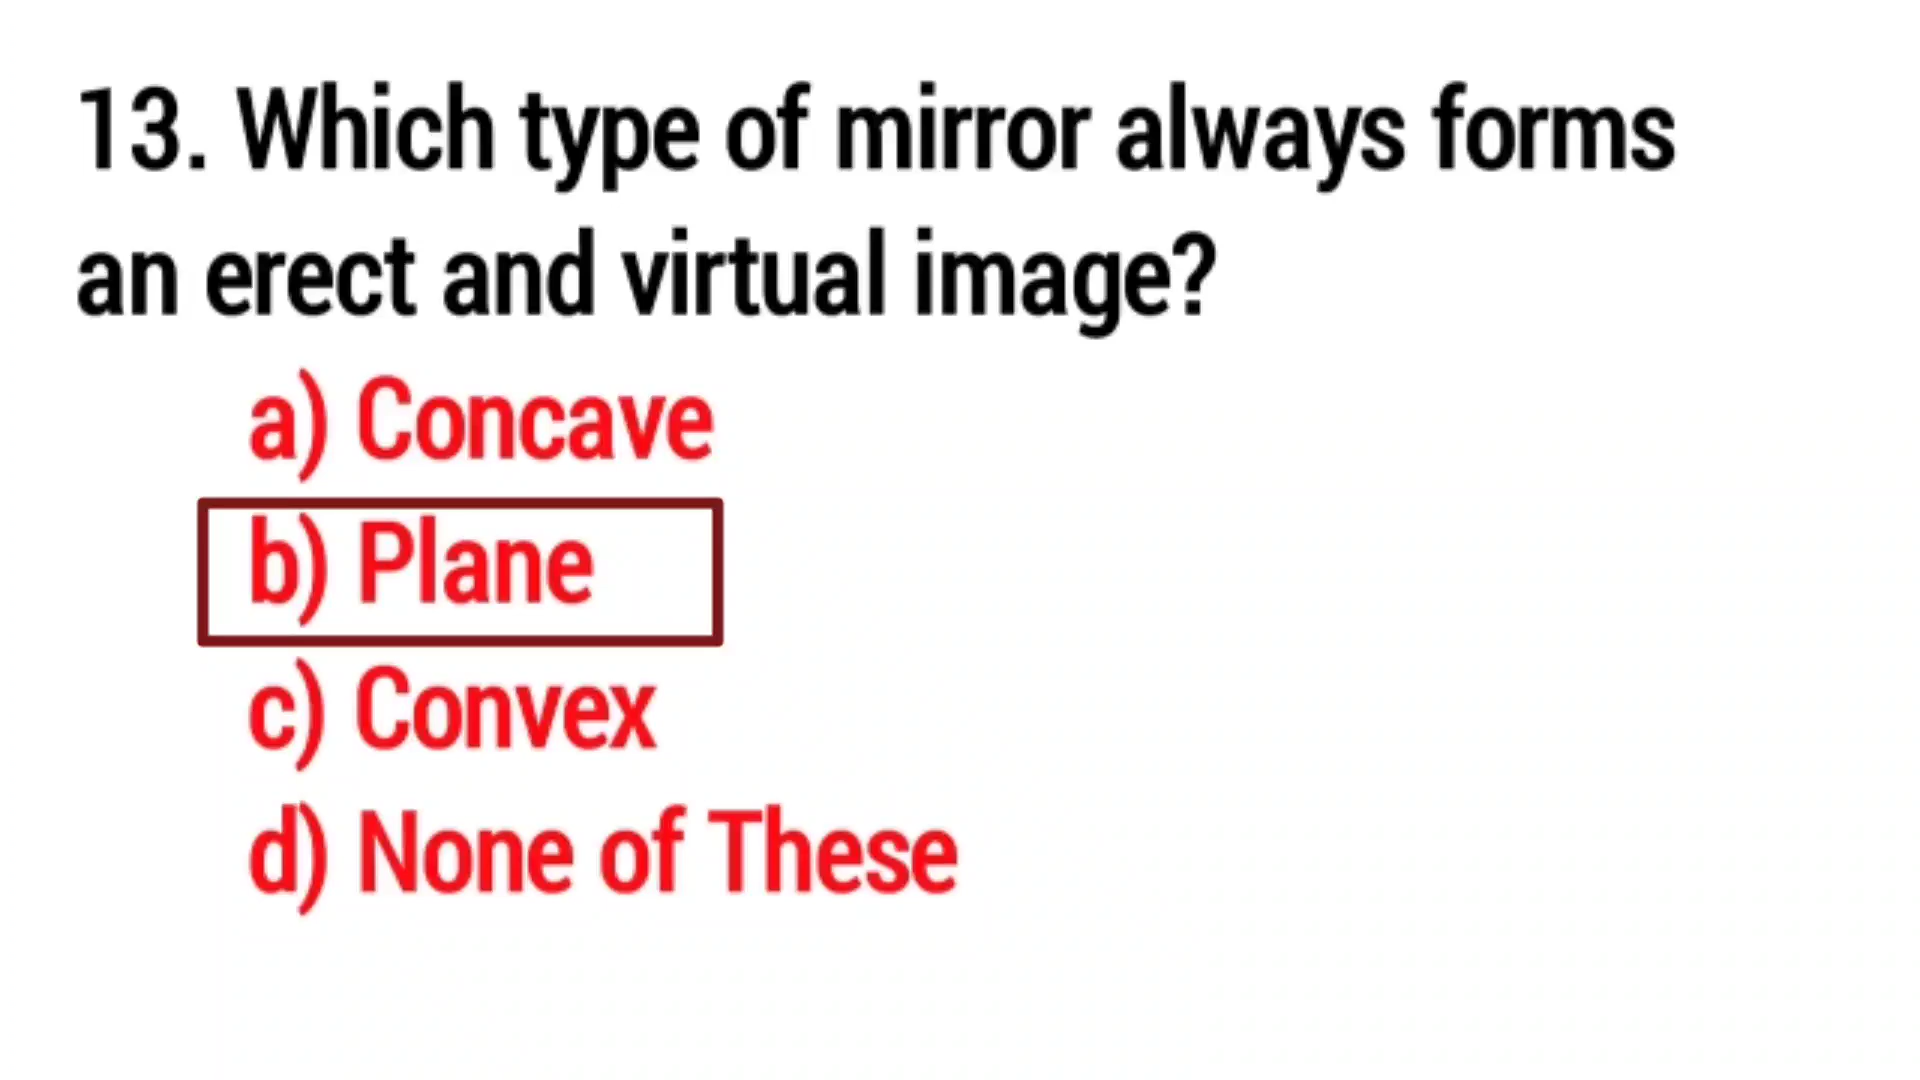 13. Which type of mirror always forms
an erect and virtual image?
a) Concave
b) Plane
c) Convex
d) None of These